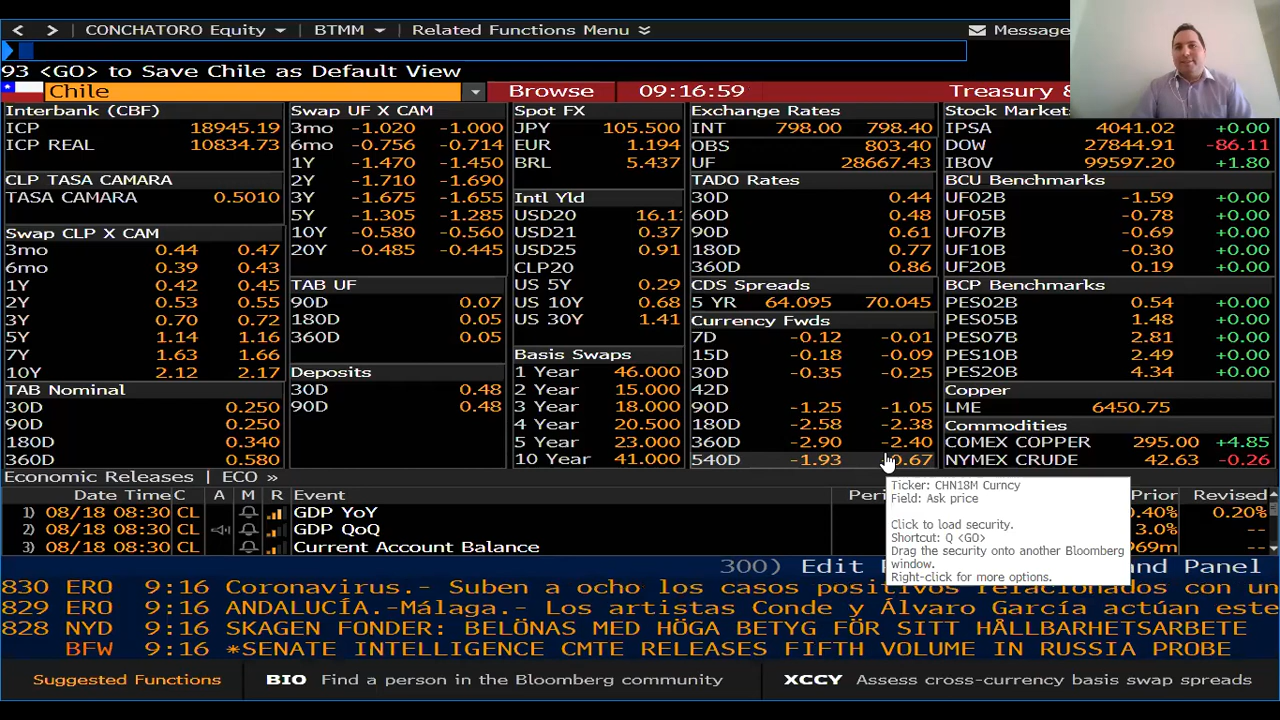 CONCHATORO Equity BTMM Related Functions Menu Message
93 <GO> to Save Chile as Default View
Chile Browse 09:16:59 Treasury &
Interbank (CBF)
ICP 18945.19
ICP REAL 10834.73
CLP TASA CAMARA
TASA CAMARA 0.5010
Swap CLP X CAM
3mo 0.44 0.47
6mo 0.39 0.43
1Y 0.42 0.45
2Y 0.53 0.55
3Y 0.70 0.72
5Y 1.14 1.16
7Y 1.63 1.66
10Y 2.12 2.17
TAB Nominal
30D 0.250
90D 0.250
180D 0.340
360D 0.580
Swap UF X CAM
3mo -1.020 -1.000
6mo -0.756 -0.714
1Y -1.470 -1.450
2Y -1.710 -1.690
3Y -1.675 -1.655
5Y -1.305 -1.285
10Y -0.580 -0.560
20Y -0.485 -0.445
TAB UF
90D 0.07
180D 0.05
360D 0.05
Deposits
30D 0.48
90D 0.48
Spot FX
JPY 105.500
EUR 1.194
BRL 5.437
Intl Yld
USD20 16.1
USD21 0.37
USD25 0.91
CLP20
US 5Y 0.29
US 10Y 0.68
US 30Y 1.41
Basis Swaps
1 Year 46.000
2 Year 15.000
3 Year 18.000
4 Year 20.500
5 Year 23.000
10 Year 41.000
Exchange Rates
INT 798.00 798.40
OBS 803.40
UF 28667.43
TADO Rates
30D 0.44
60D 0.48
90D 0.61
180D 0.77
360D 0.86
CDS Spreads
5 YR 64.095 70.045
Currency Fwds
7D -0.12 -0.01
15D -0.18 -0.09
30D -0.35 -0.25
42D
90D -1.25 -1.05
180D -2.58 -2.38
360D -2.90 -2.40
540D -1.93 0.67
Stock Market
IPSA 4041.02 +0.00
DOW 27844.91 -86.11
IBOV 99597.20 +1.80
BCU Benchmarks
UF02B -1.59 +0.00
UF05B -0.78 +0.00
UF07B -0.69 +0.00
UF10B -0.30 +0.00
UF20B 0.19 +0.00
BCP Benchmarks
PES02B 0.54 +0.00
PES05B 1.48 +0.00
PES07B 2.81 +0.00
PES10B 2.49 +0.00
PES20B 4.34 +0.00
Copper
LME 6450.75
Commodities
COMEX COPPER 295.00 +4.85
NYMEX CRUDE 42.63 -0.26
Economic Releases | ECO »
Date Time C A M R Event Peri Prior Revised
1) 08/18 08:30 CL GDP YoY 0.40% 0.20%
2) 08/18 08:30 CL GDP QoQ 3.0% --
3) 08/18 08:30 CL Current Account Balance 969m --
Ticker: CHN18M Curncy
Field: Ask price
Click to load security.
Shortcut: Q <GO>
Drag the security onto another Bloomberg
window.
Right-click for more options.
300) Edit nd Panel
830 ERO 9:16 Coronavirus.- Suben a ocho los casos positivos relacionados con un
829 ERO 9:16 ANDALUCÍA.-Málaga.- Los artistas Conde y Álvaro García actúan este
828 NYD 9:16 SKAGEN FONDER: BELÖNAS MED HÖGA BETYG FÖR SITT HÅLLBARHETSARBETE
BFW 9:16 *SENATE INTELLIGENCE CMTE RELEASES FIFTH VOLUME IN RUSSIA PROBE
Suggested Functions BIO Find a person in the Bloomberg community XCCY Assess cross-currency basis swap spreads